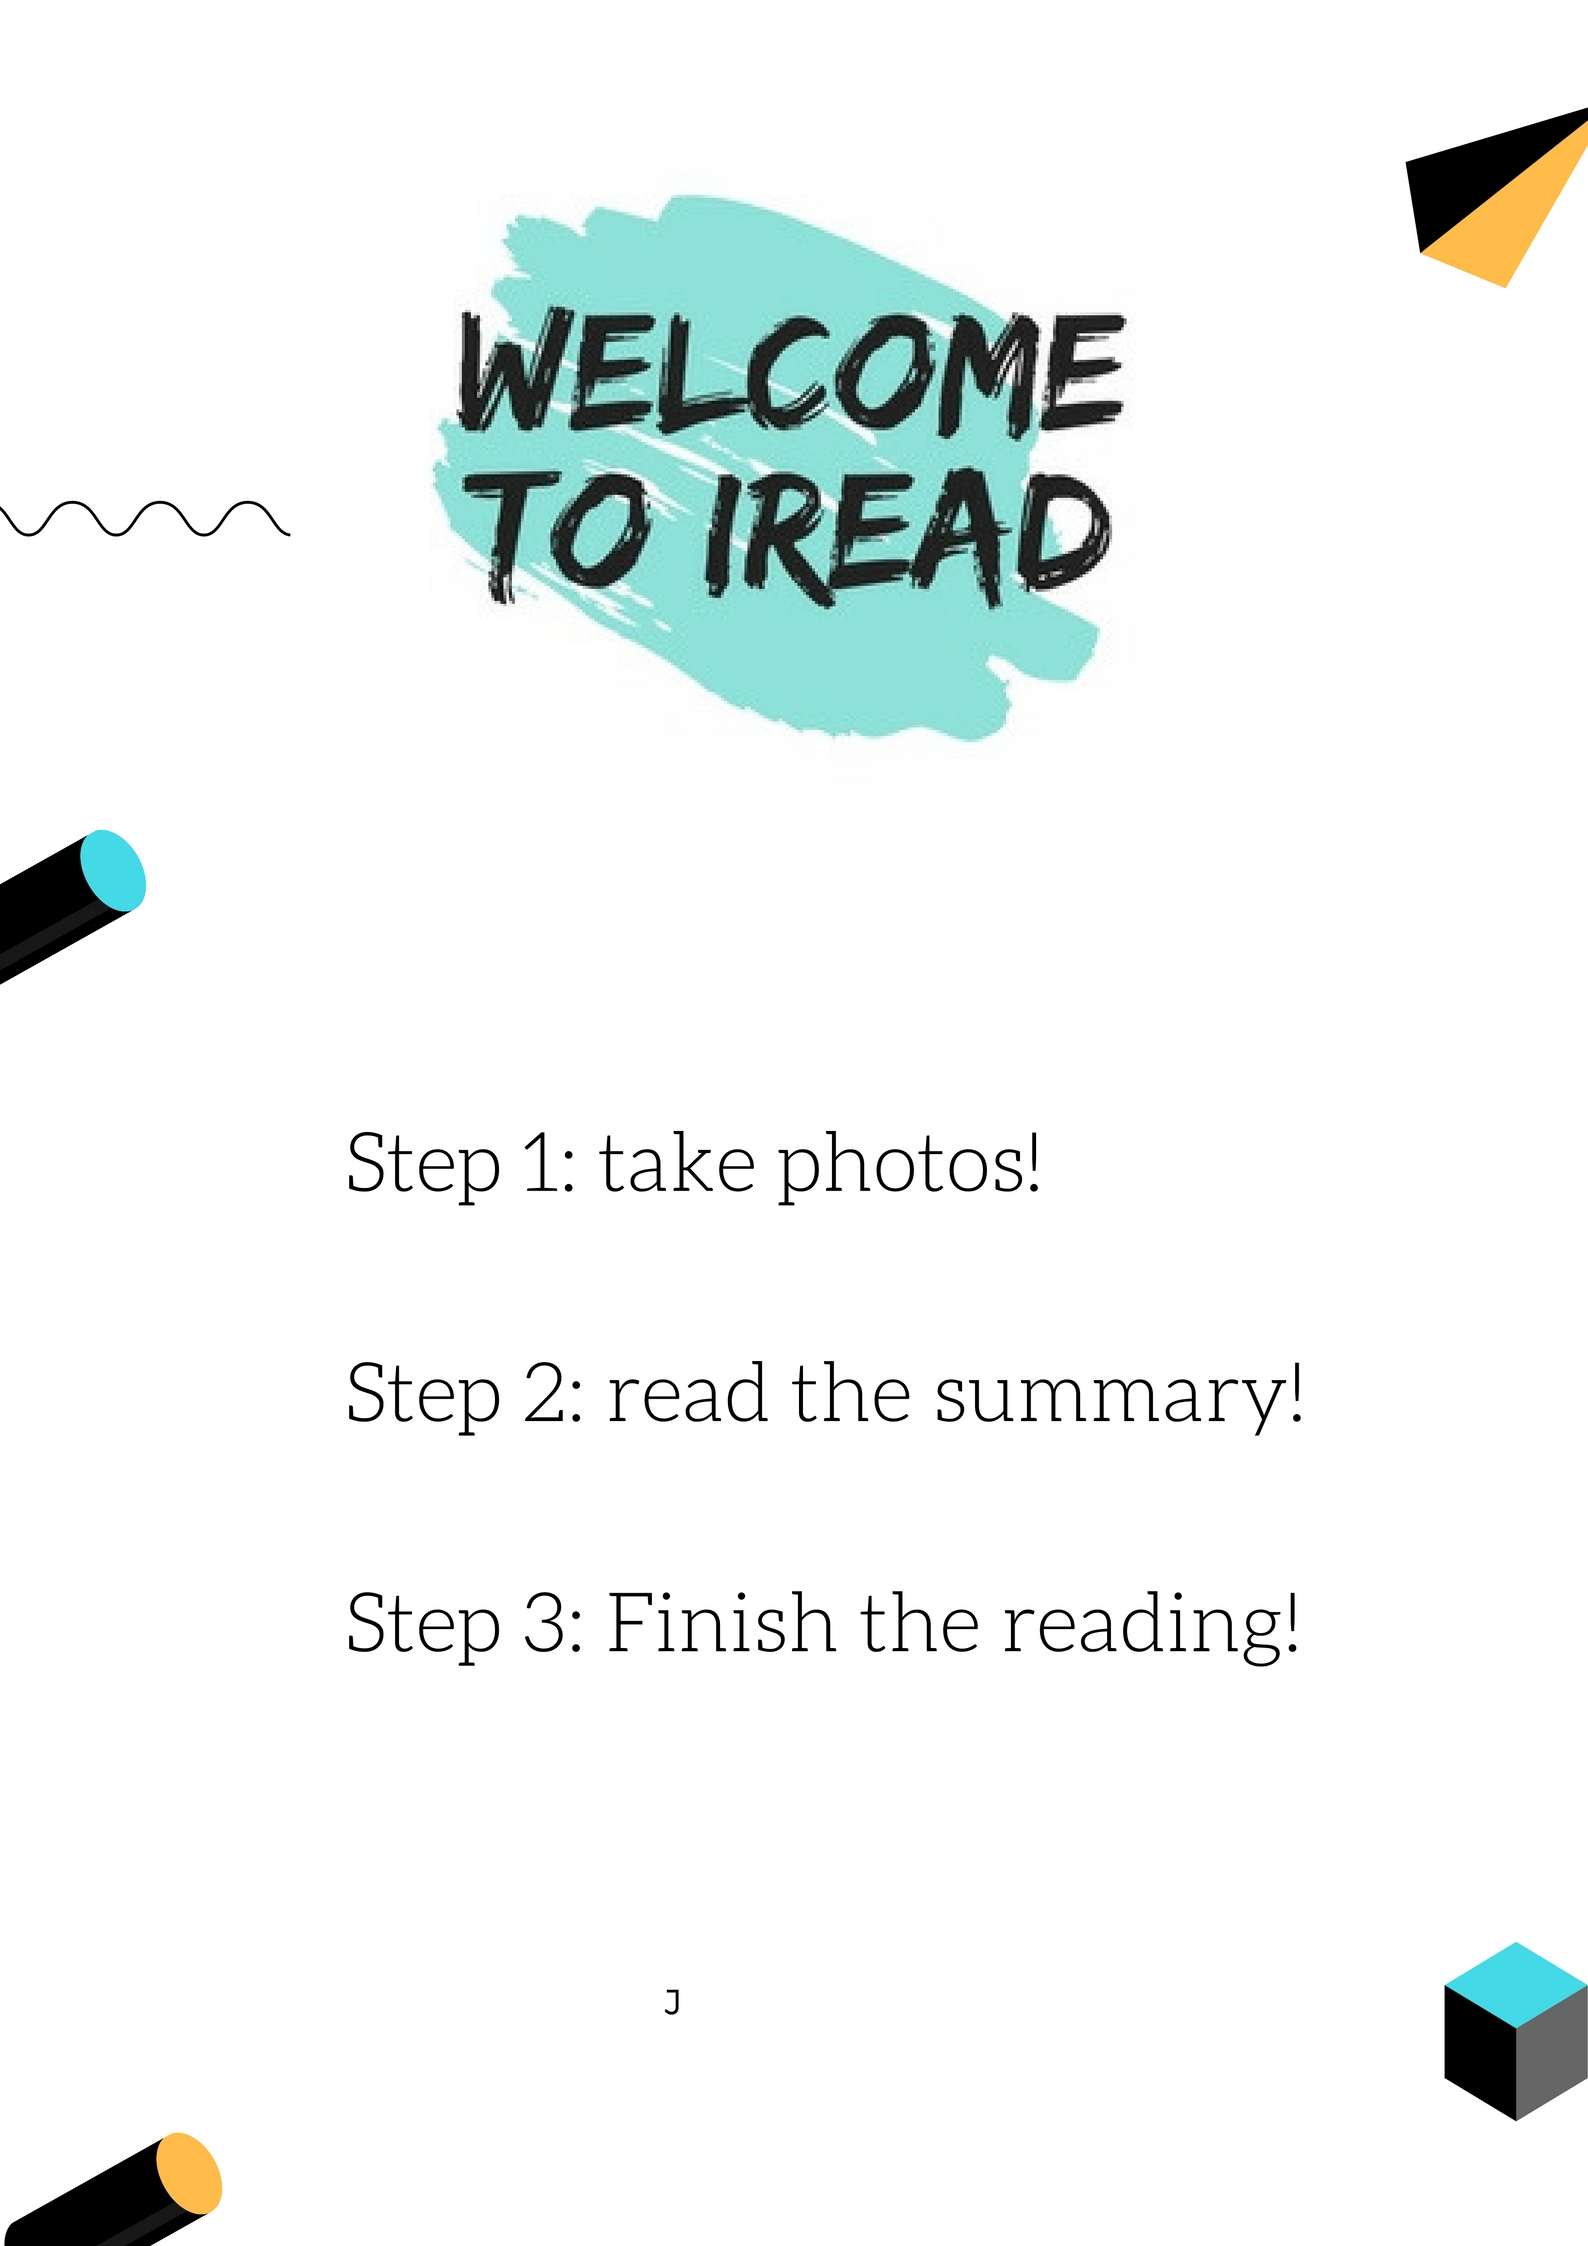 WELCOME
TO IREAD
Step 1: take photos!
Step 2: read the summary!
Step 3: Finish the reading!
J